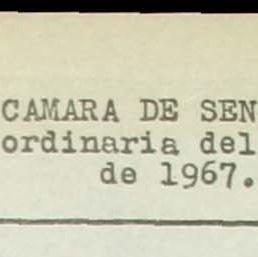 CAMARA DE SEN
ordinaria del
de 1967.